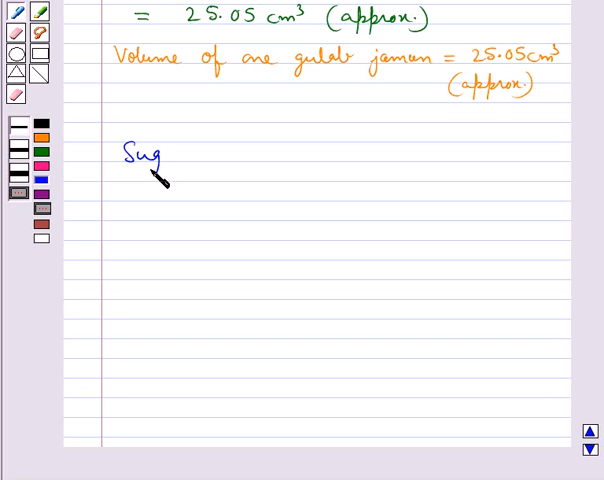 = 25.05 cm³ (approx.)
Volume of one gulab jamun = 25.05cm³
(approx.)
Sug